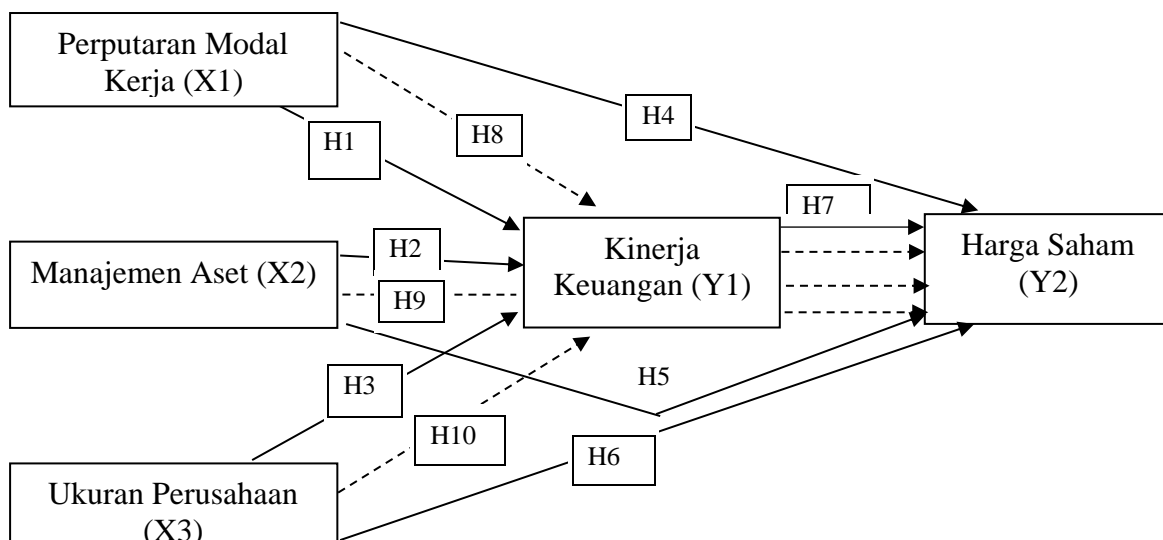 Perputaran Modal
Kerja (X1)
H4
H8
H1
H7
Kinerja
Keuangan (Y1)
Harga Saham
(Y2)
H2
Manajemen Aset (X2)
H9
H3
H5
H10
H6
Ukuran Perusahaan
(X3)